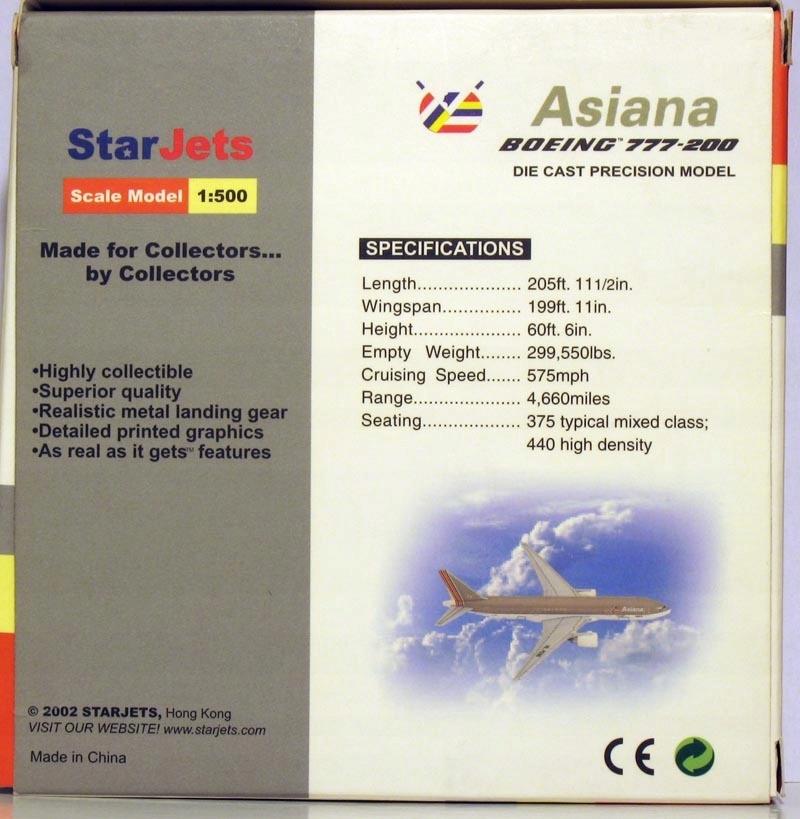 StarJets
Scale Model 1:500
Made for Collectors...
by Collectors
•Highly collectible
•Superior quality
•Realistic metal landing gear
•Detailed printed graphics
•As real as it gets™ features
© 2002 STARJETS, Hong Kong
VISIT OUR WEBSITE! www.starjets.com
Made in China
Asiana
BOEING™ 777-200
DIE CAST PRECISION MODEL
SPECIFICATIONS
Length................... 205ft. 11 1/2in.
Wingspan............... 199ft. 11in.
Height.................... 60ft. 6in.
Empty Weight........ 299,550lbs.
Cruising Speed...... 575mph
Range.................... 4,660miles
Seating.................. 375 typical mixed class;
440 high density
Asiana
CE